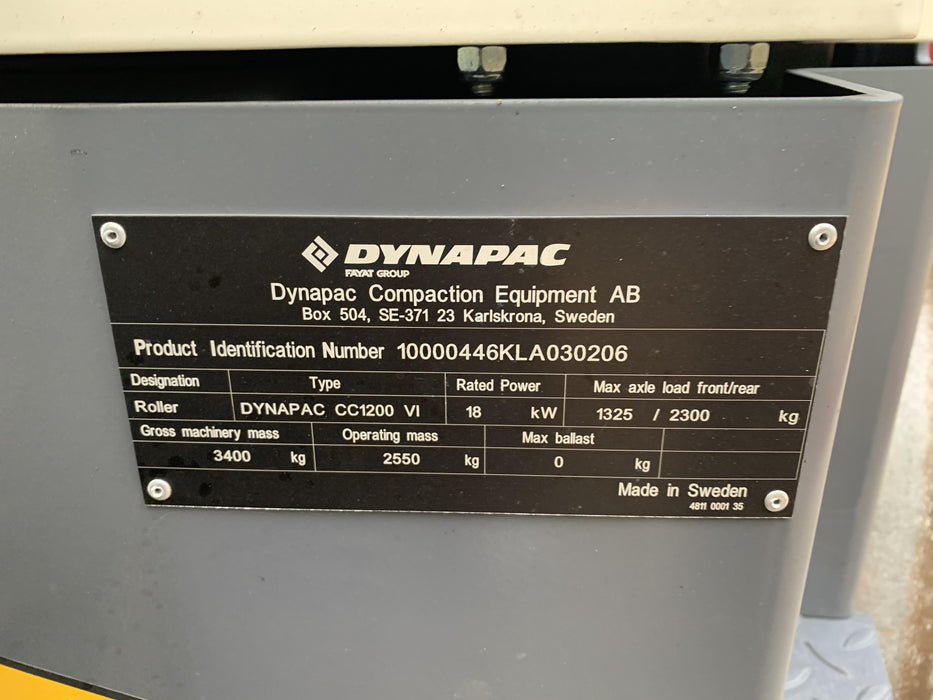 DYNAPAC
FAYAT GROUP
Dynapac Compaction Equipment AB
Box 504, SE-371 23 Karlskrona, Sweden
Product Identification Number 10000446KLA030206
Designation Type Rated Power Max axle load front/rear
Roller DYNAPAC CC1200 VI 18 kW 1325 / 2300 kg
Gross machinery mass Operating mass Max ballast
3400 kg 2550 kg 0 kg
Made in Sweden
4811 0001 35